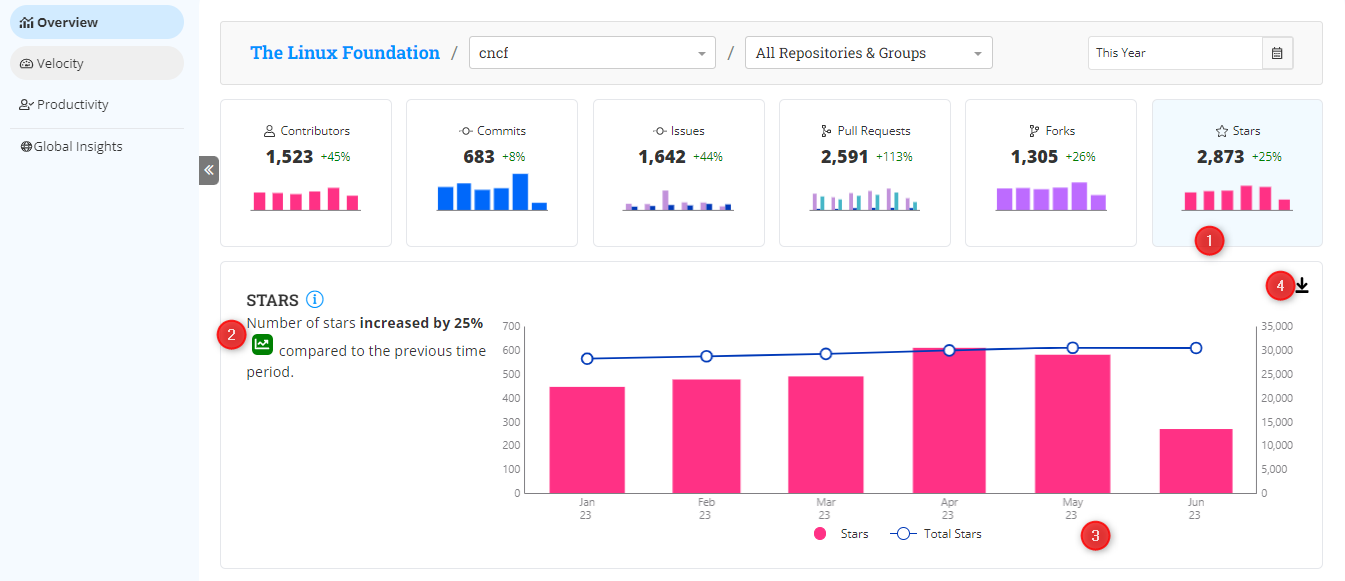 Overview
Velocity
Productivity
Global Insights
The Linux Foundation / cncf / All Repositories & Groups This Year
Contributors
1,523 +45%
Commits
683 +8%
Issues
1,642 +44%
Pull Requests
2,591 +113%
Forks
1,305 +26%
Stars
2,873 +25%
1
4
STARS
Number of stars increased by 25%
2
compared to the previous time
period.
700
600
500
400
300
200
100
0
35,000
30,000
25,000
20,000
15,000
10,000
5,000
0
Jan Feb Mar Apr May Jun
23 23 23 23 23 23
Stars Total Stars
3